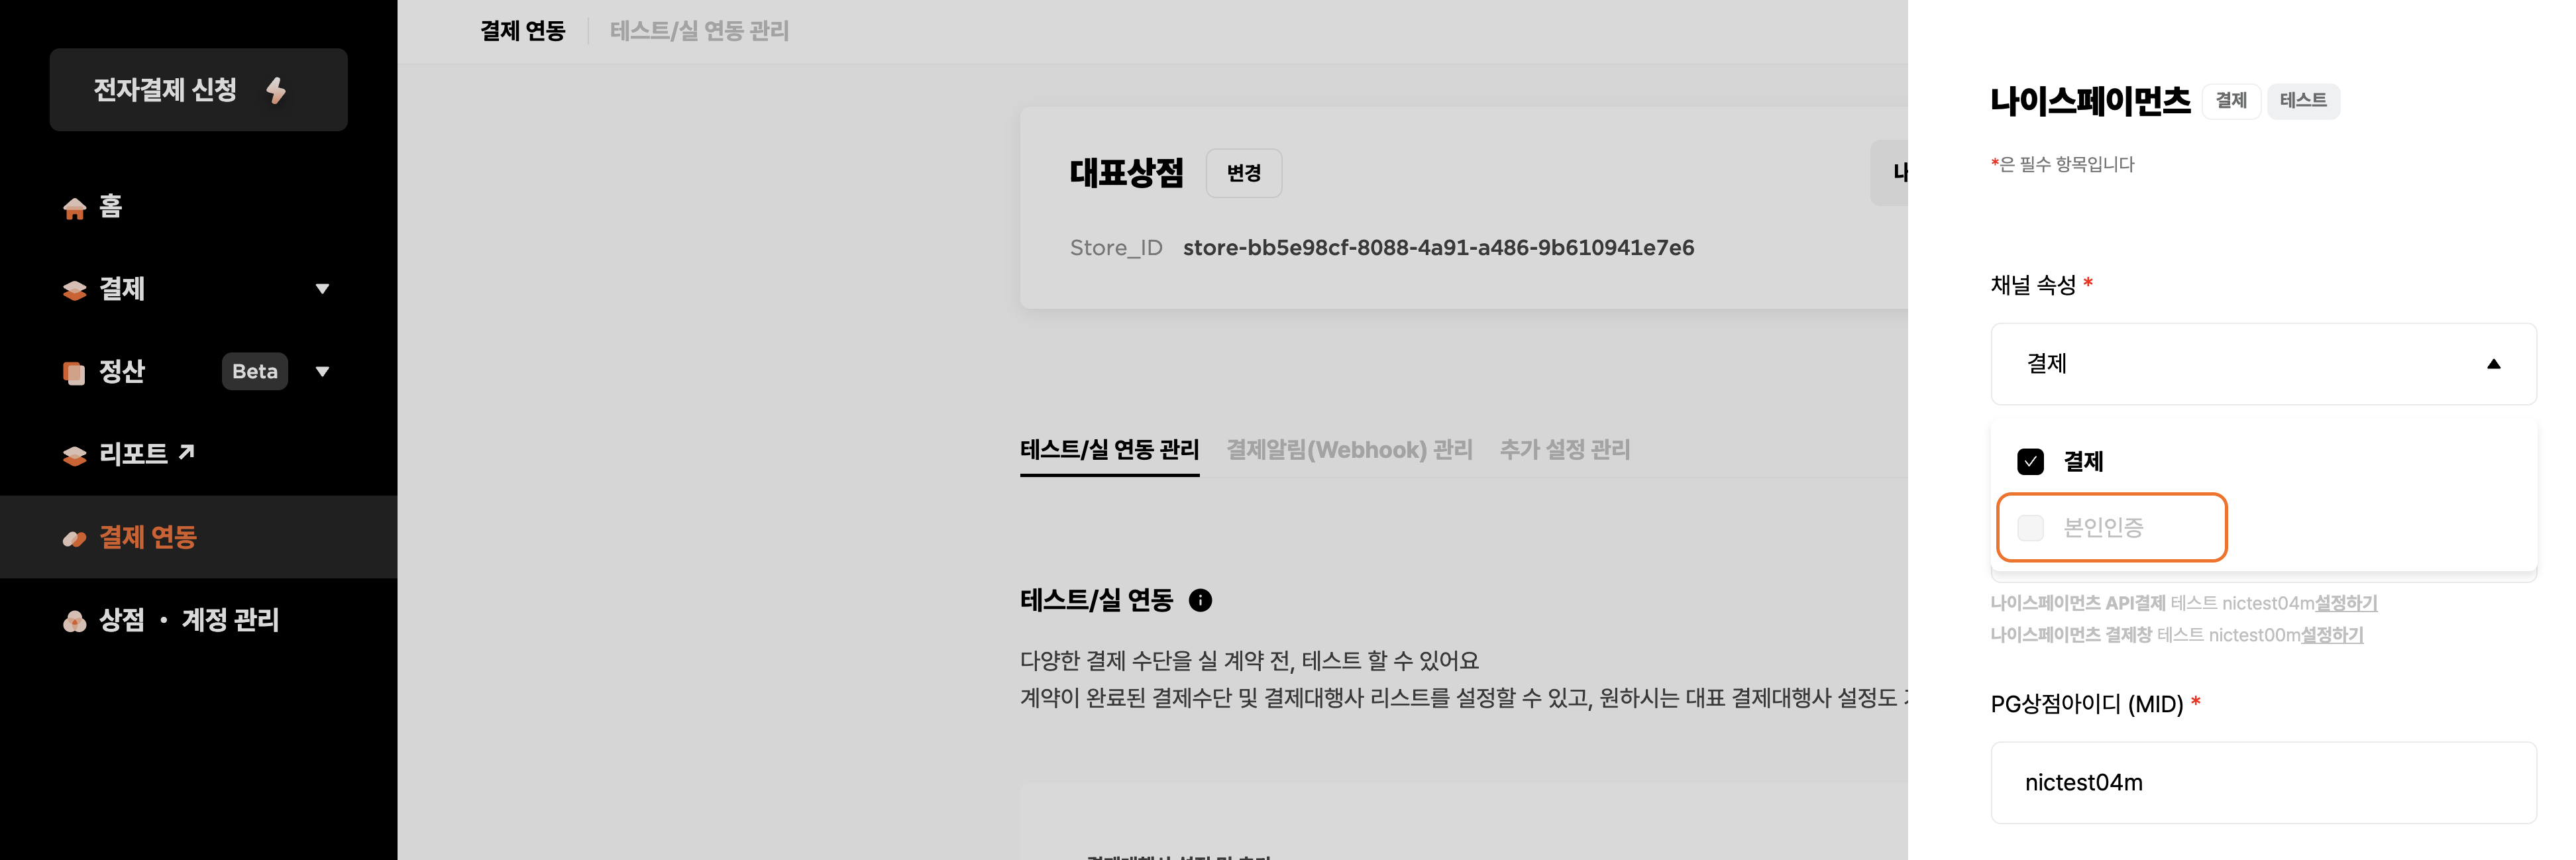 전자결제 신청
홈
결제
정산 Beta
리포트
결제 연동
상점 • 계정 관리
결제 연동 테스트/실 연동 관리
대표상점 변경
Store_ID store-bb5e98cf-8088-4a91-a486-9b610941e7e6
테스트/실 연동 관리 결제알림(Webhook) 관리 추가 설정 관리
테스트/실 연동
다양한 결제 수단을 실 계약 전, 테스트 할 수 있어요
계약이 완료된 결제수단 및 결제대행사 리스트를 설정할 수 있고, 원하시는 대표 결제대행사 설정도
나이스페이먼츠 결제 테스트
*은 필수 항목입니다
채널 속성 *
결제
결제
본인인증
나이스페이먼츠 API결제 테스트 nictest04m설정하기
나이스페이먼츠 결제창 테스트 nictest00m설정하기
PG상점아이디 (MID) *
nictest04m